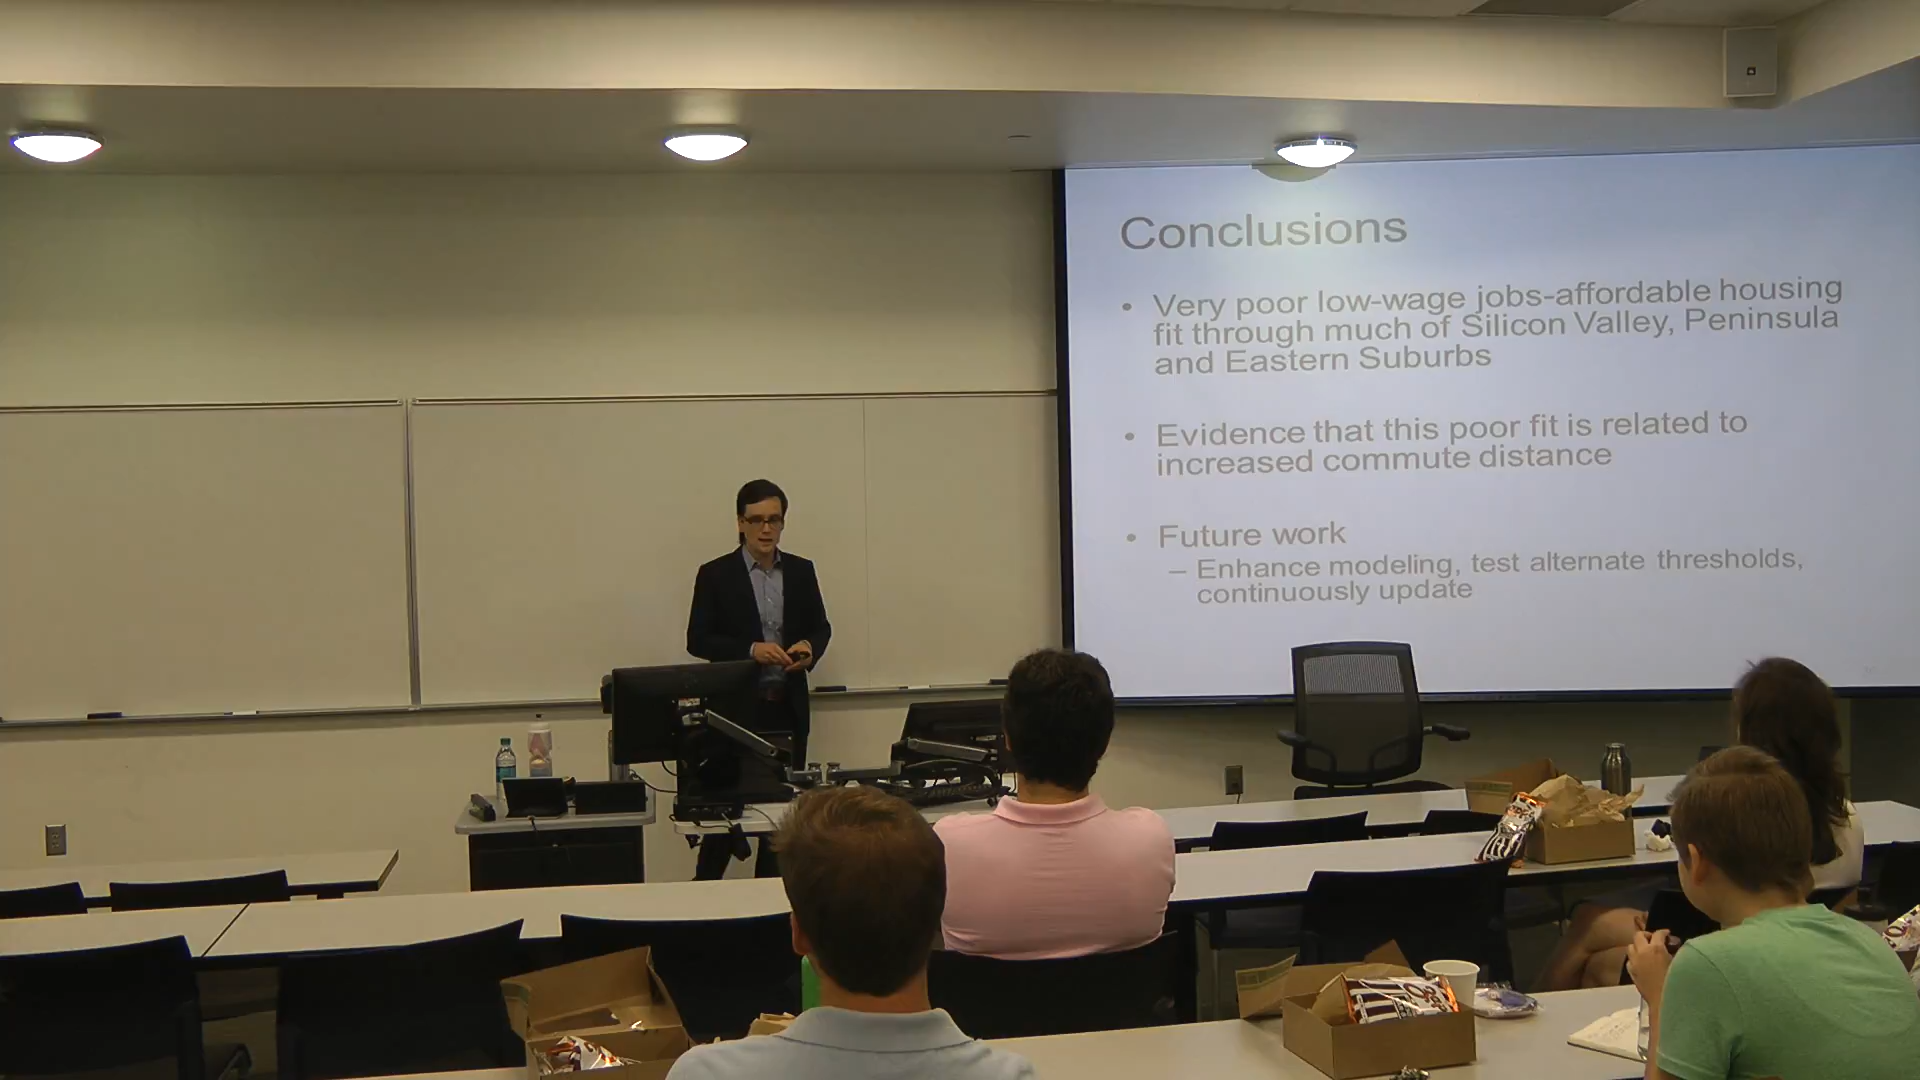 Conclusions
• Very poor low-wage jobs-affordable housing
fit through much of Silicon Valley, Peninsula
and Eastern Suburbs
• Evidence that this poor fit is related to
increased commute distance
• Future work
– Enhance modeling, test alternate thresholds,
continuously update